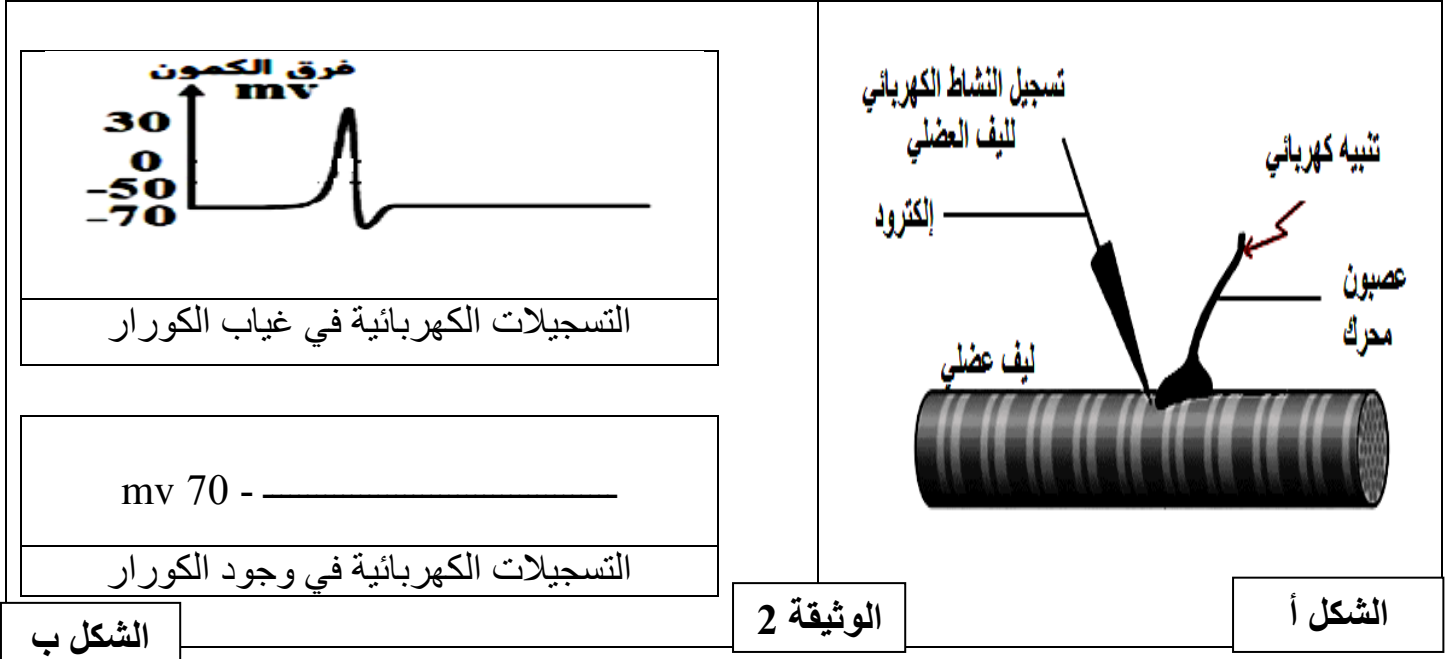 تسجيل النشاط الكهربائي
لليف العضلي
تنبيه كهربائي
إلكترود
عصبون
محرك
ليف عضلي
الشكل أ
فرق الكمون
mv
30
0
-50
-70
التسجيلات الكهربائية في غياب الكورار
mv 70 -
التسجيلات الكهربائية في وجود الكورار
الوثيقة 2
الشكل ب